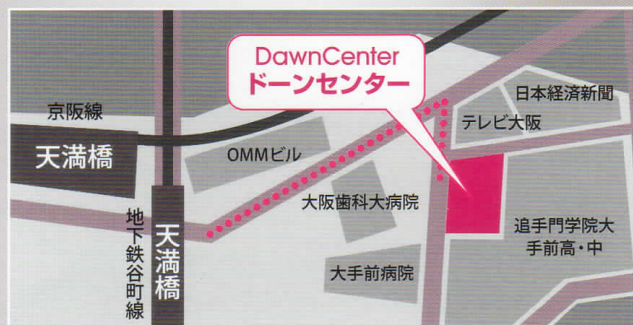 DawnCenter
ドーンセンター
京阪線
天満橋
OMMビル
日本経済新聞
テレビ大阪
大阪歯科大病院
追手門学院大
手前高・中
大手前病院
地下鉄谷町線
天満橋